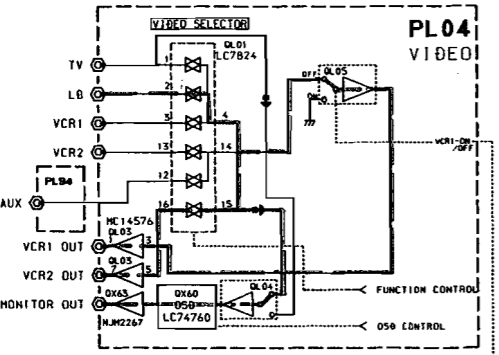 PL04
VIDEO
VIDEO SELECTOR
QL01
LC7824
TV
1
LD
2
VCR1
3
4
VCR2
13
14
12
PL94
AUX
16
15
OFF
ON
QL05
VCR1-ON
/OFF
MC14576
QL03
VCR1 OUT
3
QL03
VCR2 OUT
7
5
QL04
FUNCTION CONTROL
MONITOR OUT
QX63
NJM2267
QX60
OSD
LC74760
OSD CONTROL